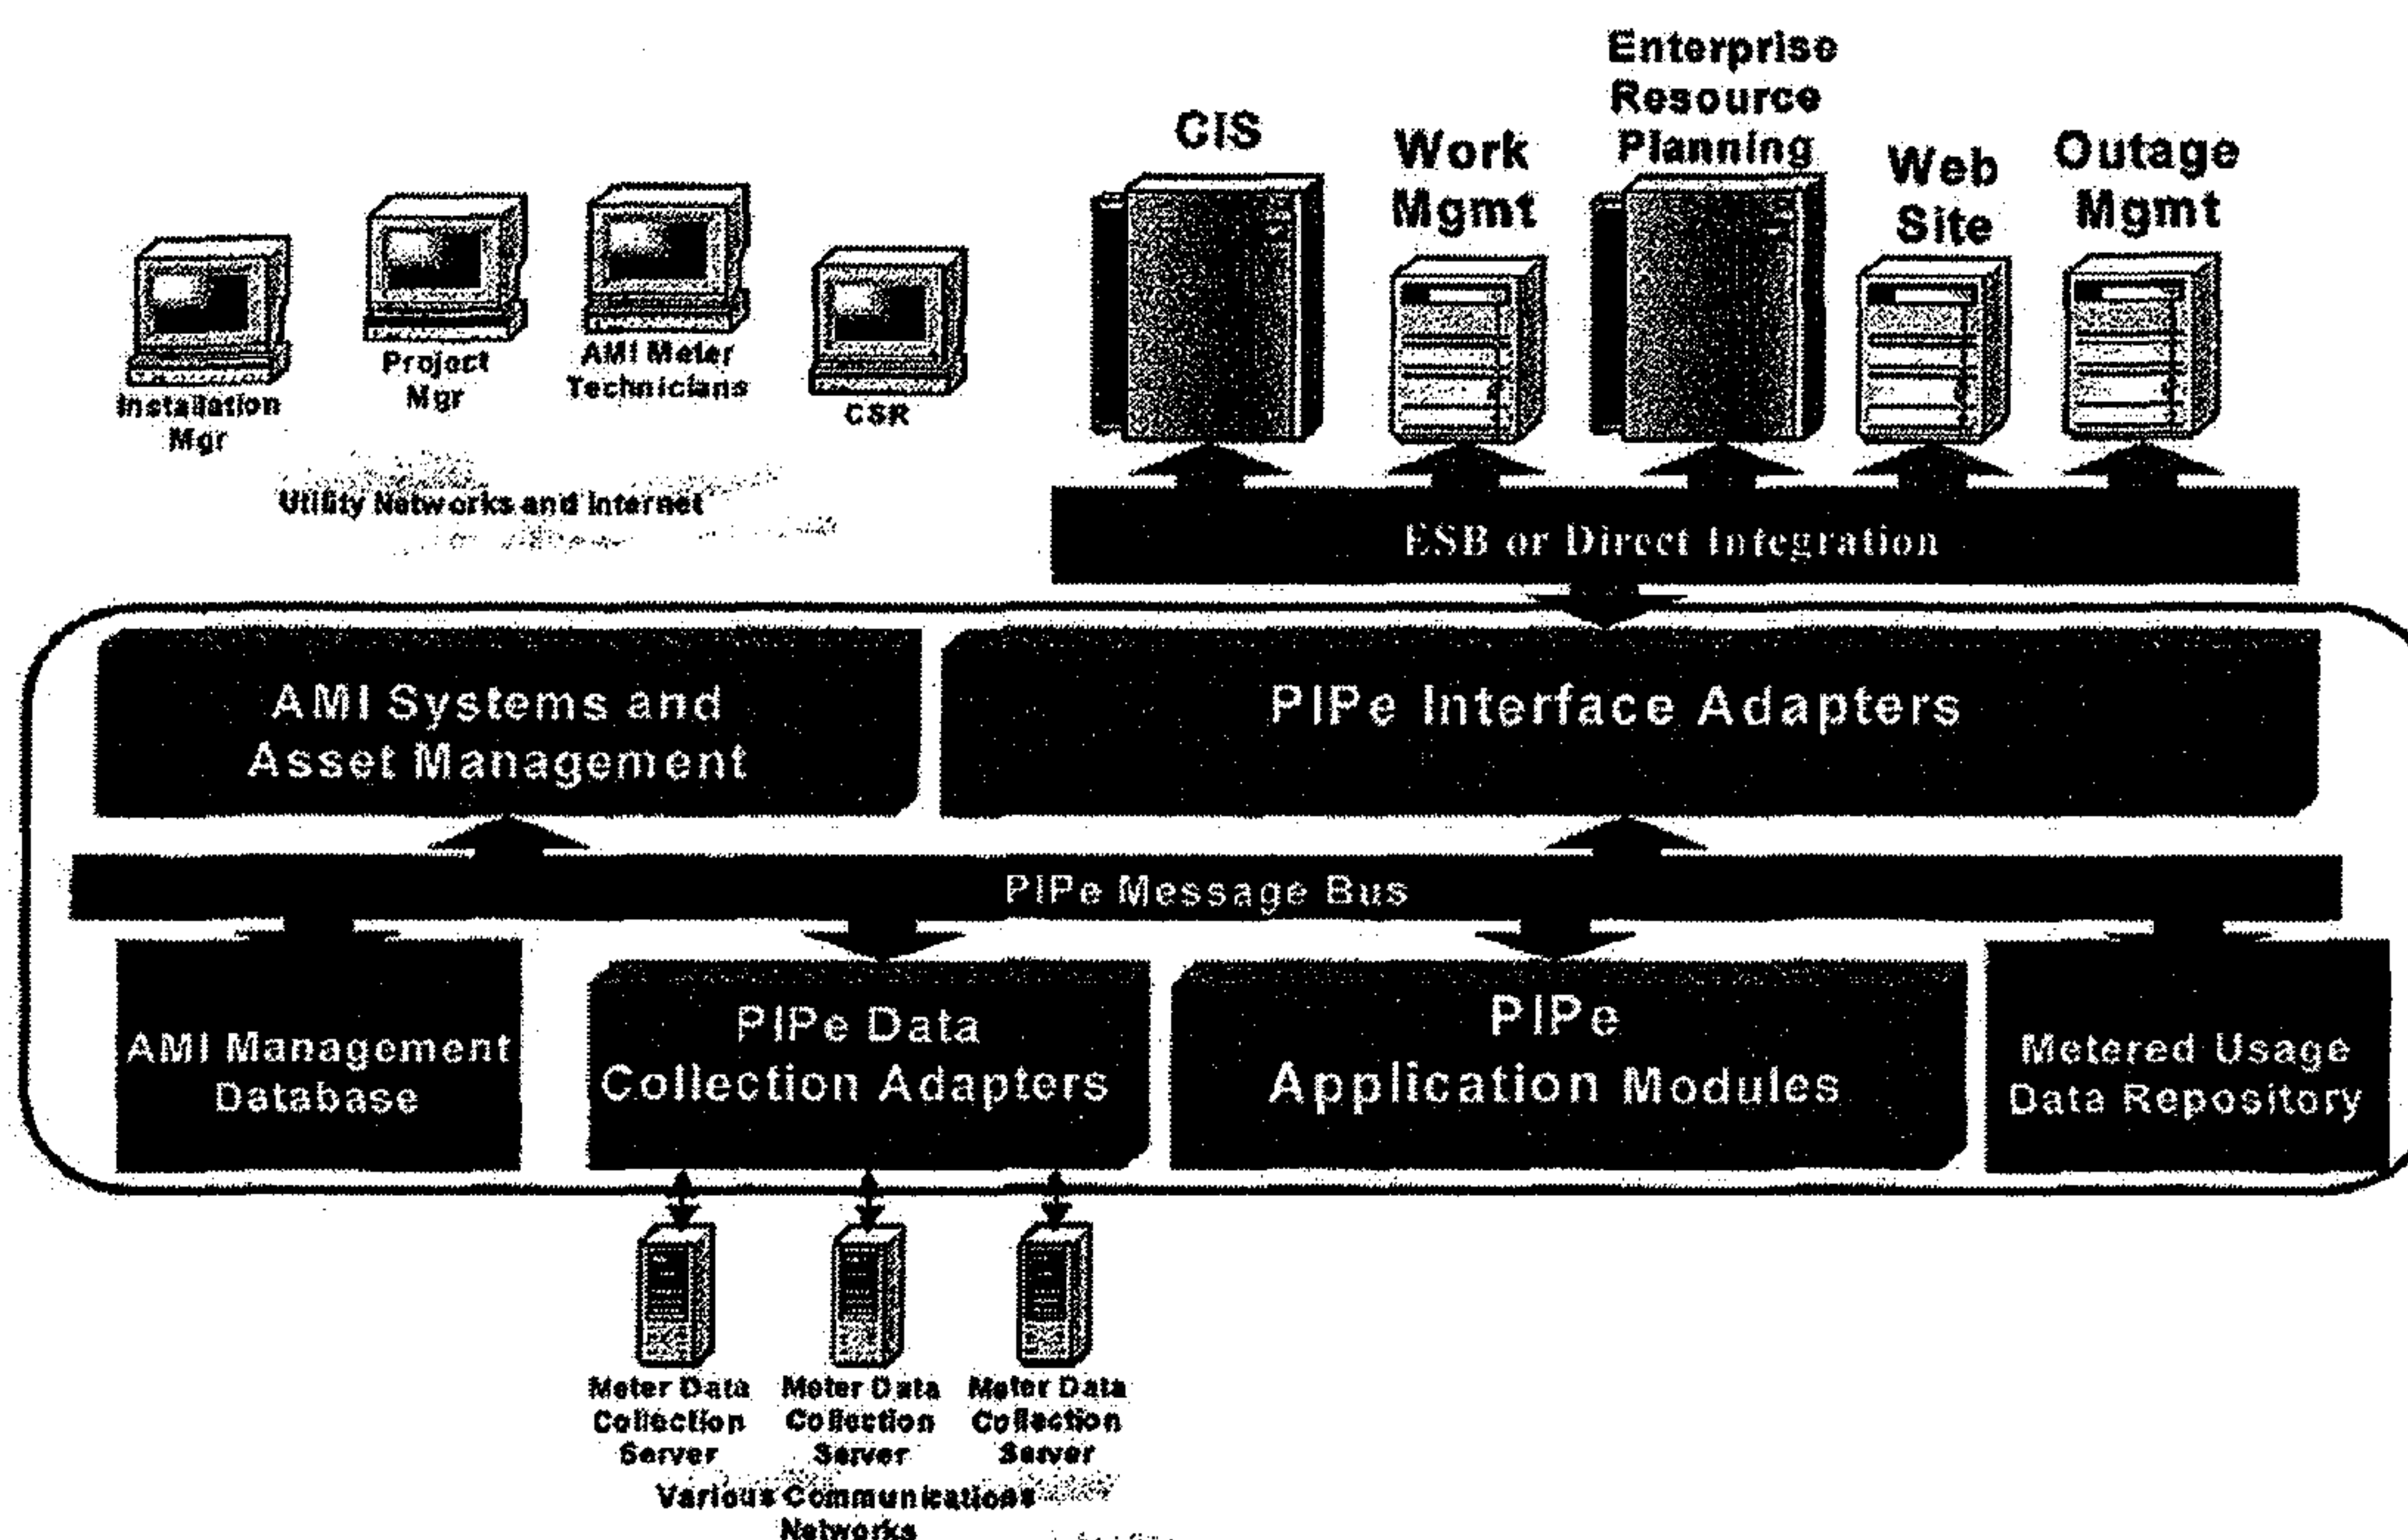 Enterprise
Resource
Planning
CIS
Work
Mgmt
Web
Site
Outage
Mgmt
Installation
Mgr
Project
Mgr
AMI Meter
Technicians
CSR
Utility Networks and Internet
ESB or Direct Integration
AMI Systems and
Asset Management
PIPe Interface Adapters
PIPe Message Bus
AMI Management
Database
PIPe Data
Collection Adapters
PIPe
Application Modules
Metered Usage
Data Repository
Meter Data
Collection
Server
Meter Data
Collection
Server
Meter Data
Collection
Server
Various Communications
Networks